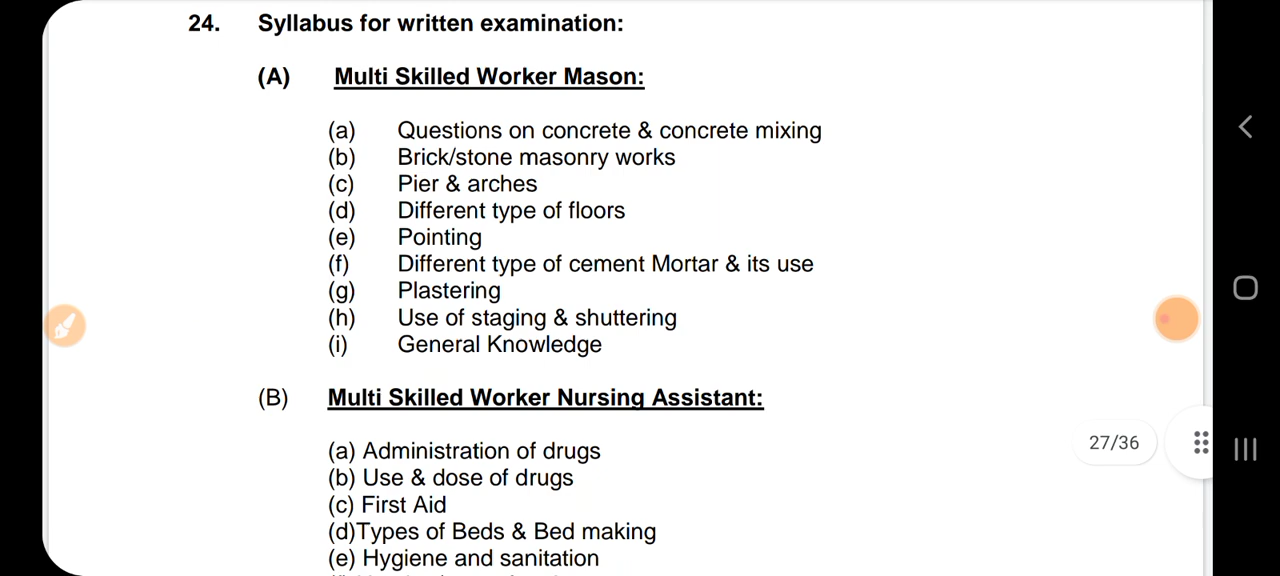 24. Syllabus for written examination:
(A) Multi Skilled Worker Mason:
(a) Questions on concrete & concrete mixing
(b) Brick/stone masonry works
(c) Pier & arches
(d) Different type of floors
(e) Pointing
(f) Different type of cement Mortar & its use
(g) Plastering
(h) Use of staging & shuttering
(i) General Knowledge
(B) Multi Skilled Worker Nursing Assistant:
27/36
(a) Administration of drugs
(b) Use & dose of drugs
(c) First Aid
(d)Types of Beds & Bed making
(e) Hygiene and sanitation